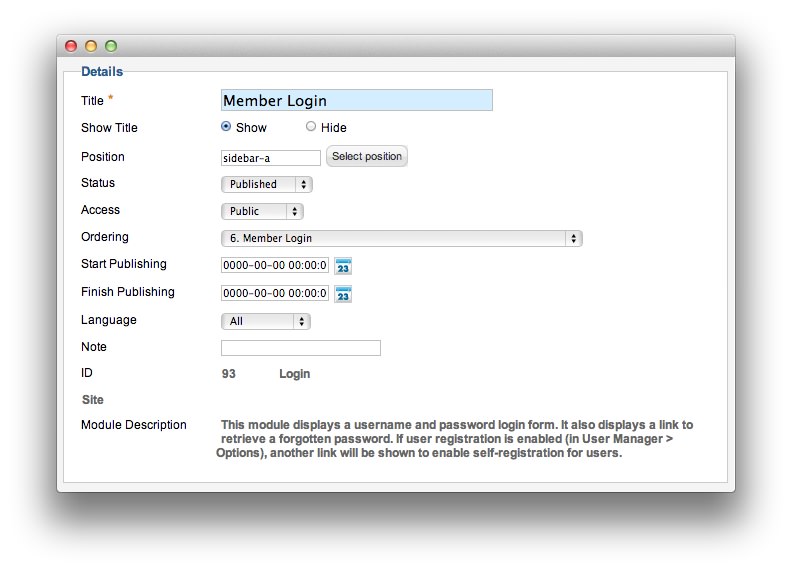 Details
Title * Member Login
Show Title Show Hide
Position sidebar-a Select position
Status Published
Access Public
Ordering 6. Member Login
Start Publishing 0000-00-00 00:00:0 23
Finish Publishing 0000-00-00 00:00:0 23
Language All
Note
ID 93 Login
Site
Module Description This module displays a username and password login form. It also displays a link to
retrieve a forgotten password. If user registration is enabled (in User Manager >
Options), another link will be shown to enable self-registration for users.